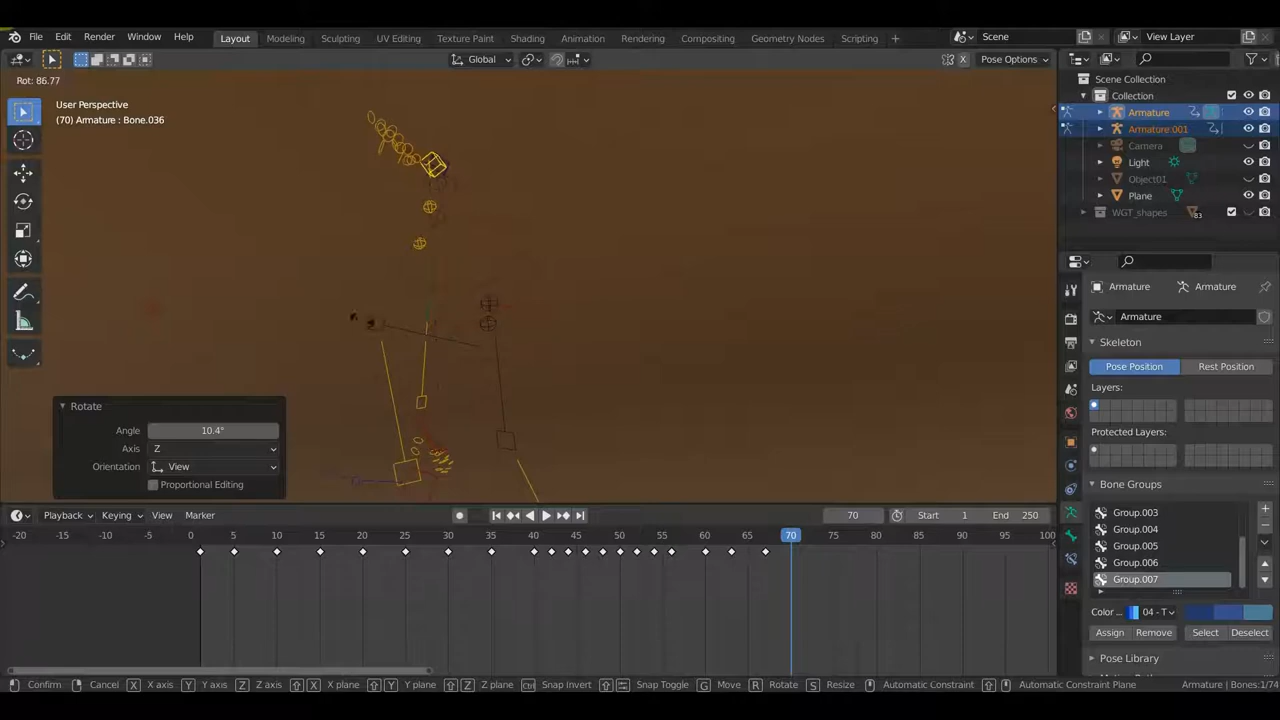 File Edit Render Window Help Layout Modeling Sculpting UV Editing Texture Paint Shading Animation Rendering Compositing Geometry Nodes Scripting + Scene View Layer
Global X Pose Options
Rot: 86.77
User Perspective
(70) Armature : Bone.036
Scene Collection
Collection
Armature
Armature.001
Camera
Light
Object01
Plane
WGT_shapes 83
Armature Armature
Armature
Skeleton
Pose Position Rest Position
Layers:
Protected Layers:
Bone Groups
Group.003
Group.004
Group.005
Group.006
Group.007
Color... 04 - T
Assign Remove Select Deselect
Pose Library
Rotate
Angle 10.4°
Axis Z
Orientation View
Proportional Editing
Playback Keying View Marker 70 Start 1 End 250
-20 -15 -10 -5 0 5 10 15 20 25 30 35 40 45 50 55 60 65 70 75 80 85 90 95 100
Confirm Cancel X X axis Y Y axis Z Z axis X X plane Y Y plane Z Z plane Ctrl Snap Invert Snap Toggle G Move R Rotate S Resize Automatic Constraint Automatic Constraint Plane Armature | Bones:1/74